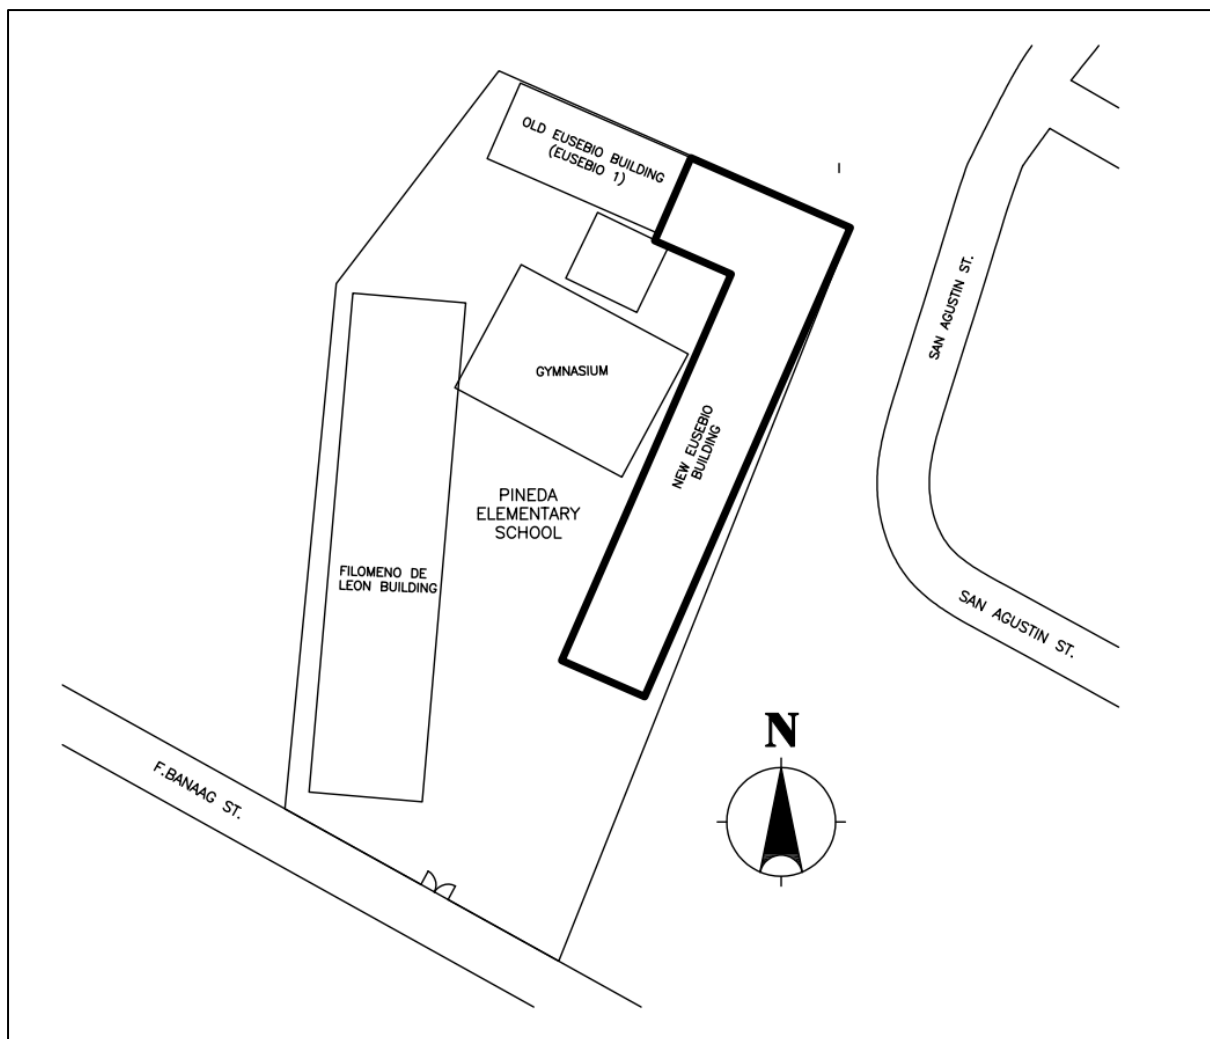 OLD EUSEBIO BUILDING
(EUSEBIO 1)
SAN AGUSTIN ST.
GYMNASIUM
NEW EUSEBIO
BUILDING
PINEDA
ELEMENTARY
SCHOOL
FILOMENO DE
LEON BUILDING
SAN AGUSTIN ST.
N
F.BANAAG ST.